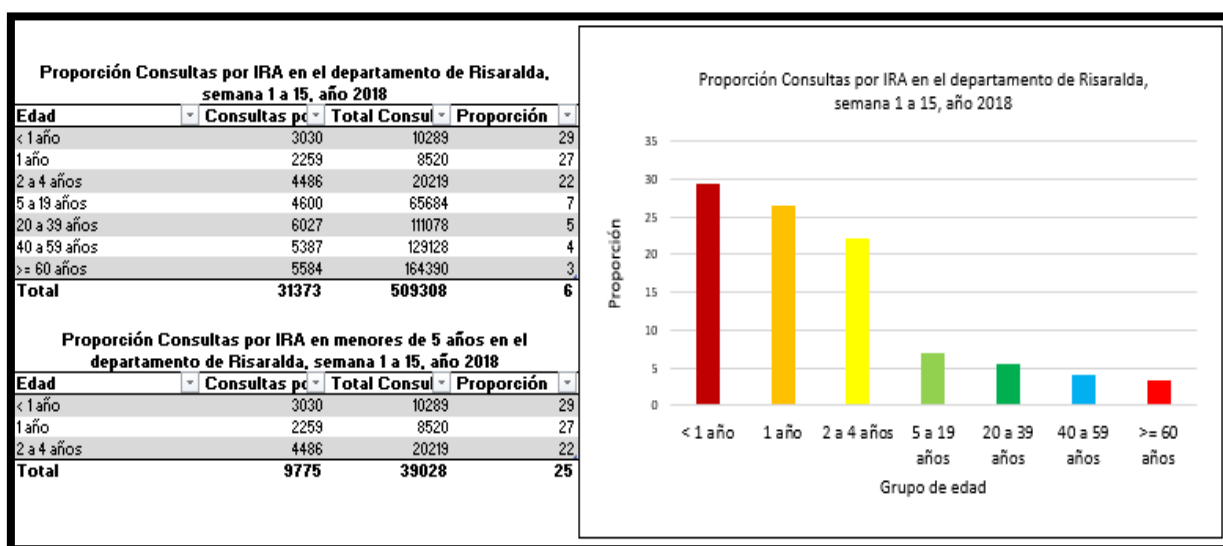 Proporción Consultas por IRA en el departamento de Risaralda,
semana 1 a 15, año 2018
Edad Consultas po Total Consul Proporción
< 1 año 3030 10289 29
1 año 2259 8520 27
2 a 4 años 4486 20219 22
5 a 19 años 4600 65684 7
20 a 39 años 6027 111078 5
40 a 59 años 5387 129128 4
>= 60 años 5584 164390 3
Total 31373 509308 6
Proporción Consultas por IRA en menores de 5 años en el
departamento de Risaralda, semana 1 a 15, año 2018
Edad Consultas po Total Consul Proporción
< 1 año 3030 10289 29
1 año 2259 8520 27
2 a 4 años 4486 20219 22
Total 9775 39028 25
Proporción Consultas por IRA en el departamento de Risaralda,
semana 1 a 15, año 2018
Proporción
35
30
25
20
15
10
5
0
< 1 año 1 año 2 a 4 años 5 a 19 20 a 39 40 a 59 >= 60
años años años años
Grupo de edad